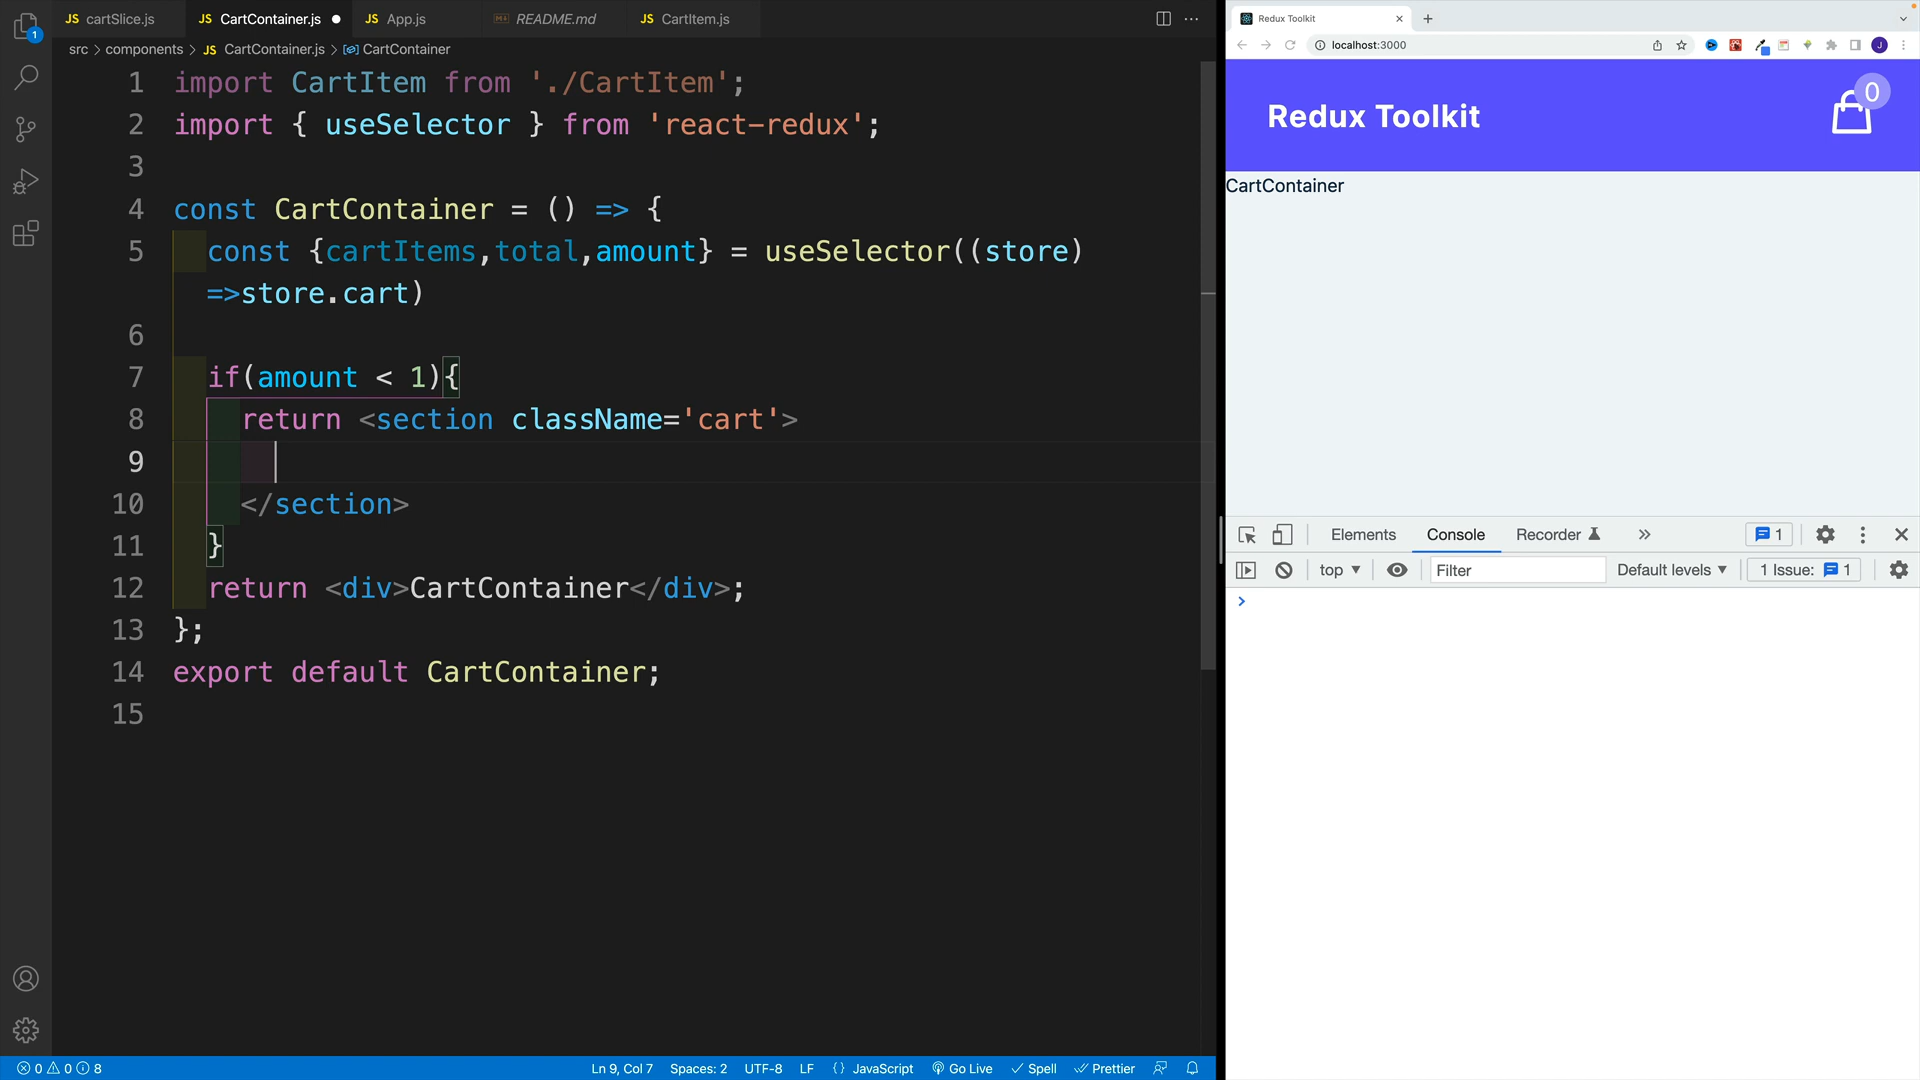 JS cartSlice.js JS CartContainer.js JS App.js README.md JS CartItem.js
src > components > JS CartContainer.js > CartContainer
1 import CartItem from './CartItem';
2 import { useSelector } from 'react-redux';
3
4 const CartContainer = () => {
5 const {cartItems,total,amount} = useSelector((store)
=>store.cart)
6
7 if(amount < 1){
8 return <section className='cart'>
9
10 </section>
11 }
12 return <div>CartContainer</div>;
13 };
14 export default CartContainer;
15
1
0 0 8 Ln 9, Col 7 Spaces: 2 UTF-8 LF {} JavaScript Go Live Spell Prettier
Redux Toolkit
localhost:3000
J
Redux Toolkit
0
CartContainer
Elements Console Recorder 1
top Filter Default levels 1 Issue: 1